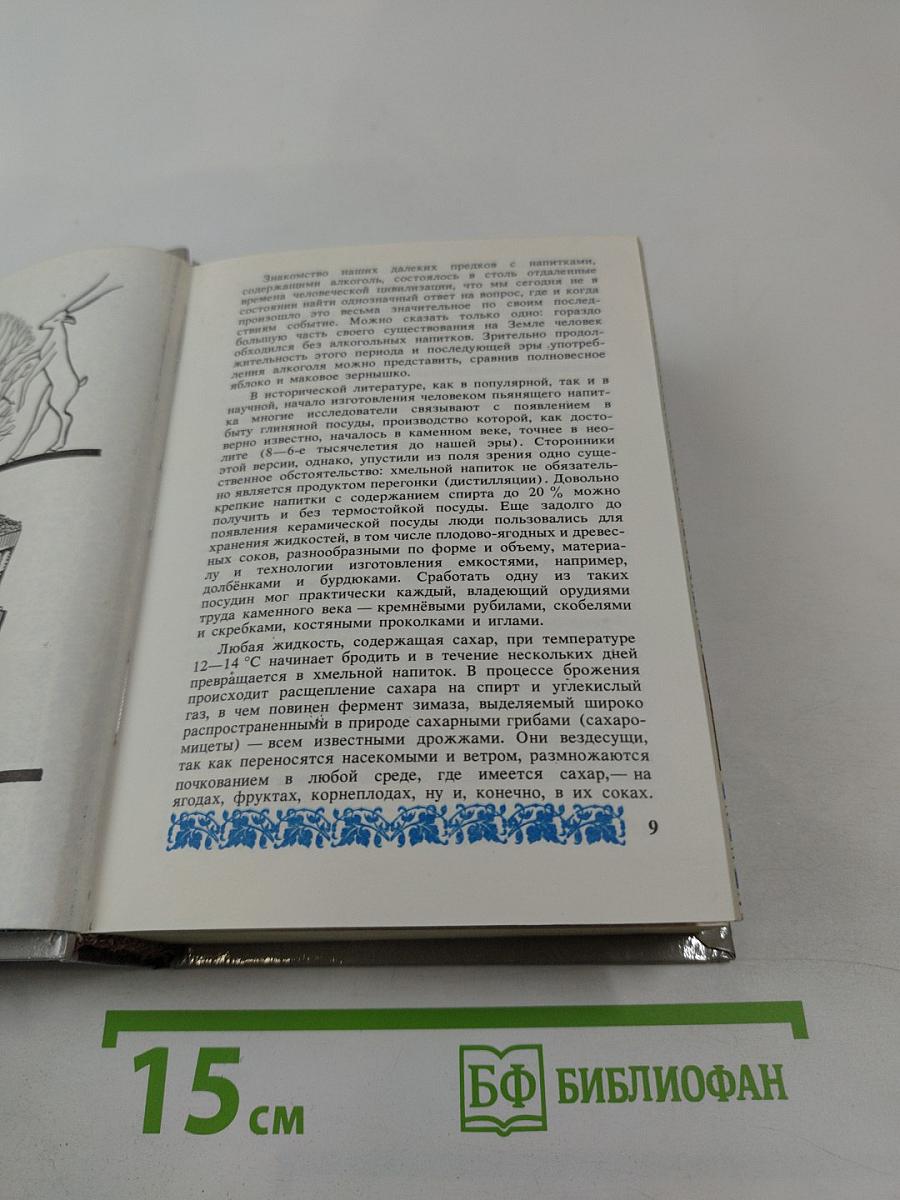 Знакомство наших далеких предков с напитками,
содержащими алкоголь, состоялось в столь отдаленные
времена человеческой цивилизации, что мы сегодня не в
состоянии найти однозначный ответ на вопрос, где и когда
произошло это весьма значительное по своим послед-
ствиям событие. Можно сказать только одно: гораздо
большую часть своего существования на Земле человек
обходился без алкогольных напитков. Зрительно продол-
жительность этого периода и последующей эры употреб-
ления алкоголя можно представить, сравнив полновесное
яблоко и маковое зернышко.
В исторической литературе, как в популярной, так и в
научной, начало изготовления человеком пьянящего напит-
ка многие исследователи связывают с появлением в
быту глиняной посуды, производство которой, как досто-
верно известно, началось в каменном веке, точнее в нео-
лите (8—6-е тысячелетия до нашей эры). Сторонники
этой версии, однако, упустили из поля зрения одно суще-
ственное обстоятельство: хмельной напиток не обязатель-
но является продуктом перегонки (дистилляции). Довольно
крепкие напитки с содержанием спирта до 20 % можно
получить и без термостойкой посуды. Еще задолго до
появления керамической посуды люди пользовались для
хранения жидкостей, в том числе плодово-ягодных и древес-
ных соков, разнообразными по форме и объему, материа-
лу и технологии изготовления емкостями, например,
долблёнками и бурдюками. Сработать одну из таких
посудин мог практически каждый, владеющий орудиями
труда каменного века — кремнёвыми рубилами, скобелями
и скребками, костяными проколками и иглами.
Любая жидкость, содержащая сахар, при температуре
12—14 °С начинает бродить и в течение нескольких дней
превращается в хмельной напиток. В процессе брожения
происходит расщепление сахара на спирт и углекислый
газ, в чем повинен фермент зимаза, выделяемый широко
распространенными в природе сахарными грибами (сахаро-
мицеты) — всем известными дрожжами. Они вездесущи,
так как переносятся насекомыми и ветром, размножаются
почкованием в любой среде, где имеется сахар,— на
ягодах, фруктах, корнеплодах, ну и, конечно, в их соках.
9
15 см
БФ БИБЛИОФАН